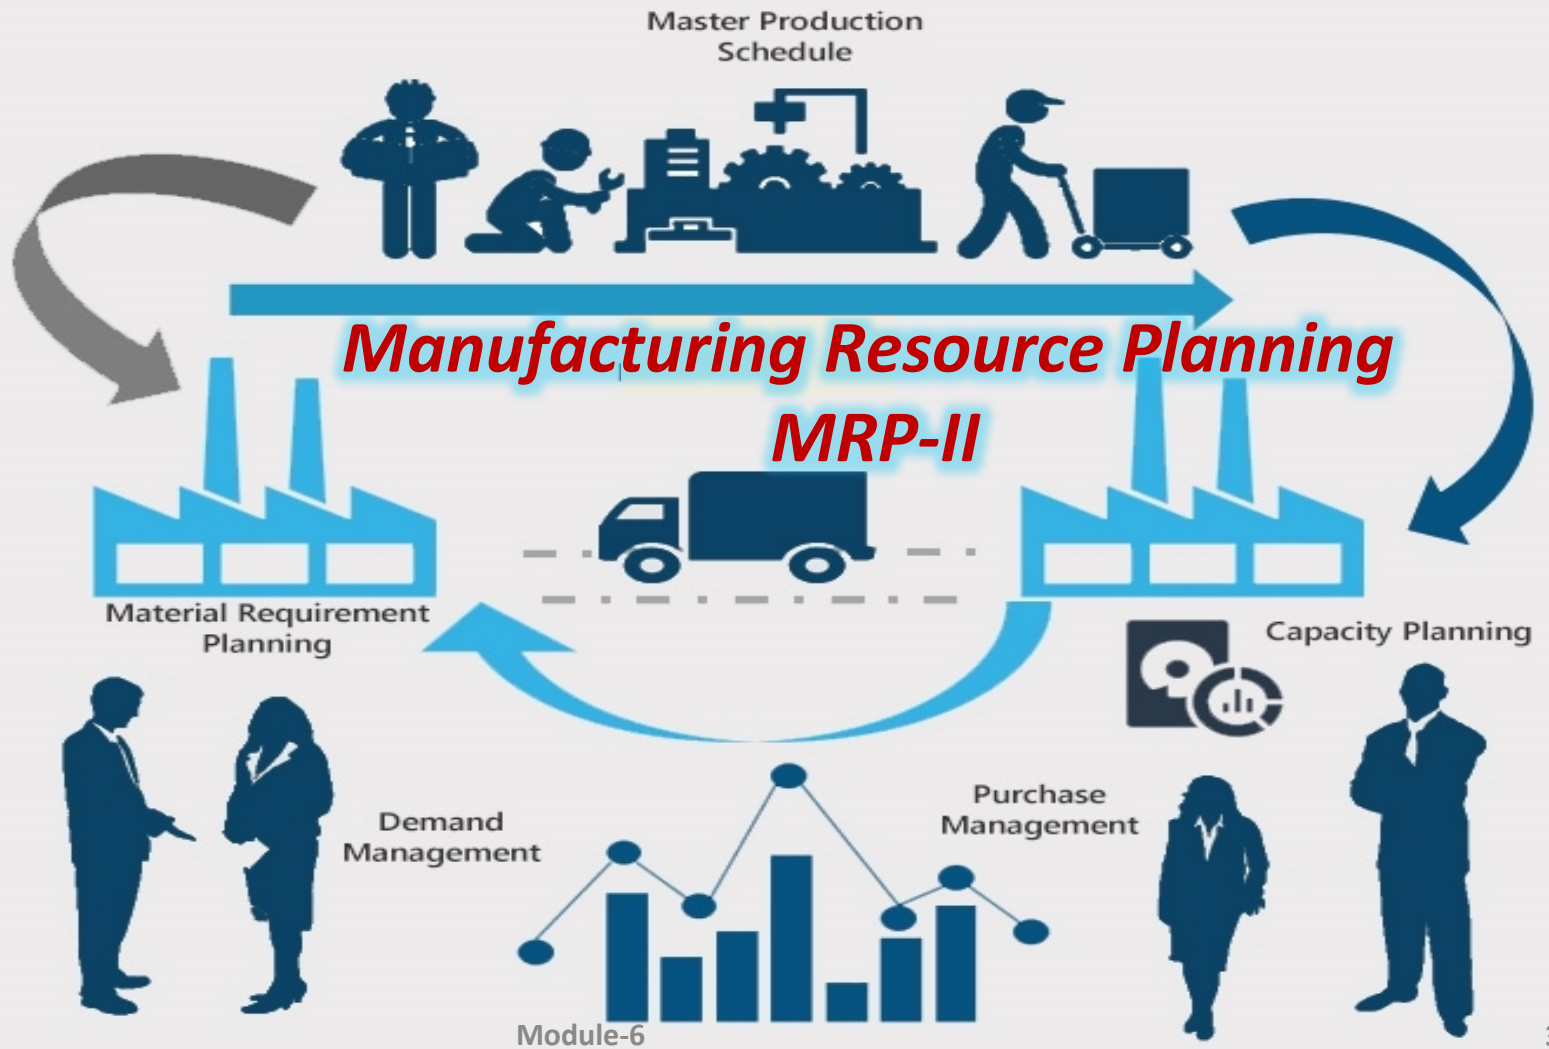 Master Production
Schedule
Manufacturing Resource Planning
MRP-II
Material Requirement
Planning
Capacity Planning
Demand
Management
Purchase
Management
Module-6